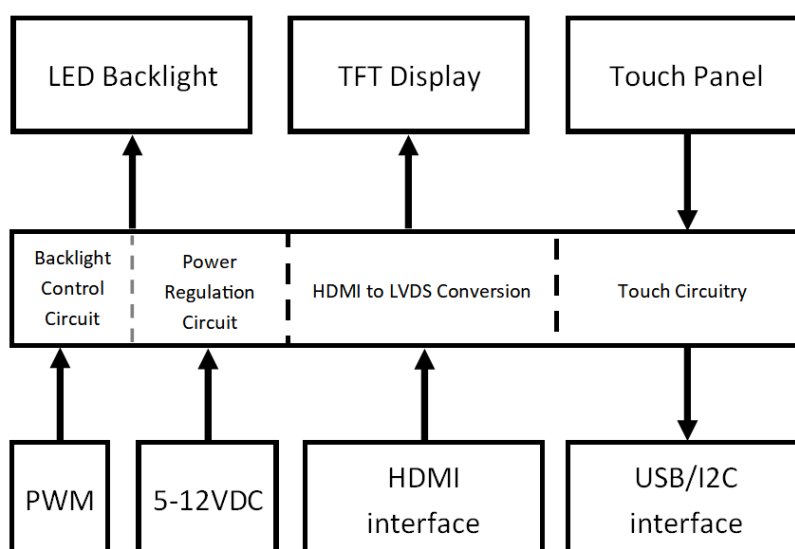 LED Backlight
TFT Display
Touch Panel
Backlight
Control
Circuit
Power
Regulation
Circuit
HDMI to LVDS Conversion
Touch Circuitry
PWM
5-12VDC
HDMI
interface
USB/I2C
interface